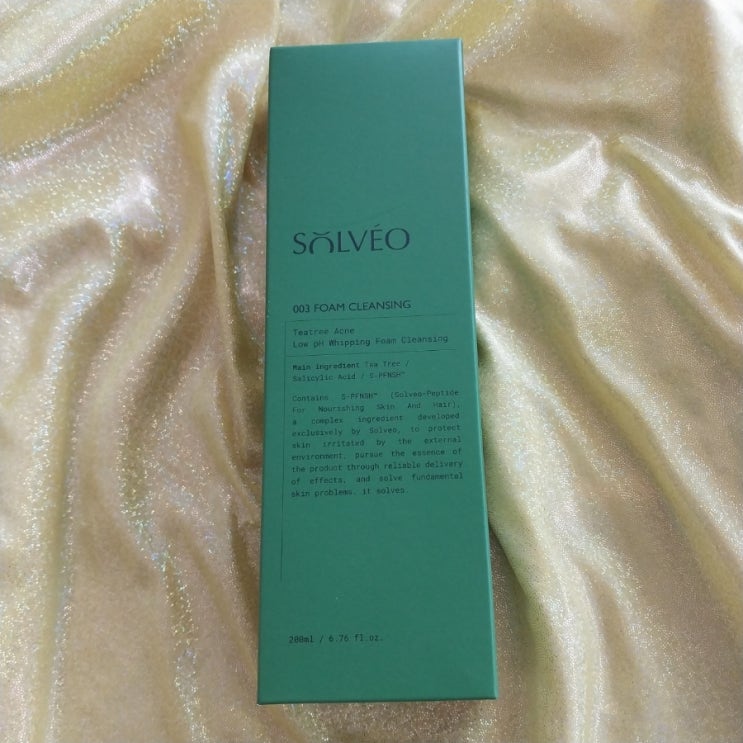 SOLVÉO
003 FOAM CLEANSING
Teatree Acne
Low pH Whipping Foam Cleansing
Main ingredient Tea Tree /
Salicylic Acid / S-PFNSH™
Contains S-PFNSH™ (Solveo-Peptide
For Nourishing Skin And Hair),
a complex ingredient developed
exclusively by Solveo, to protect
skin irritated by the external
environment, pursue the essence of
the product through reliable delivery
of effects, and solve fundamental
skin problems. it solves.
200ml / 6.76 fl.oz.